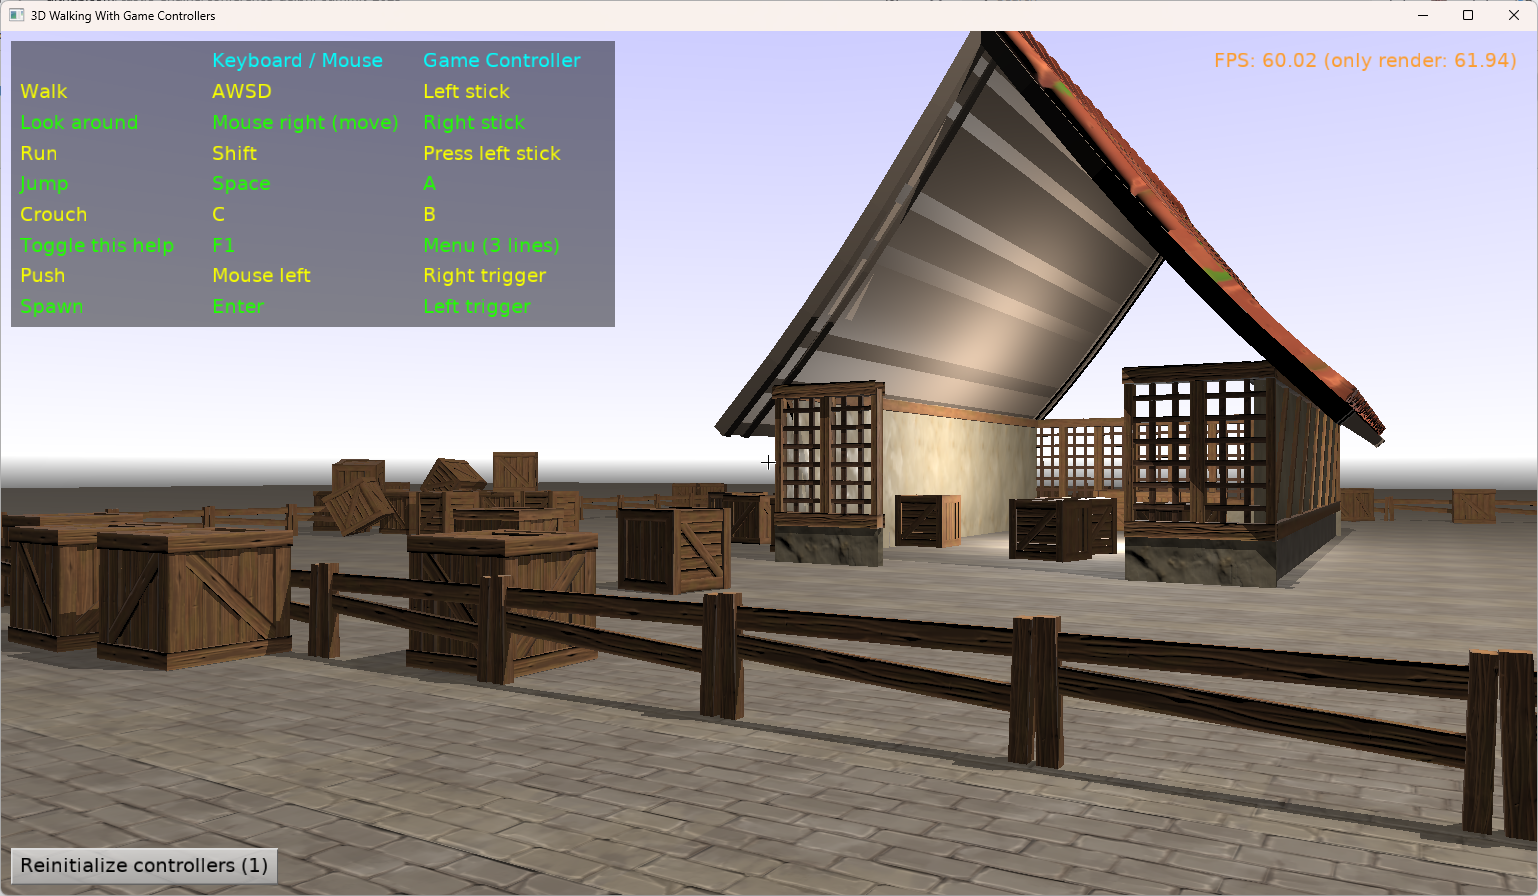 3D Walking With Game Controllers
Keyboard / Mouse Game Controller
Walk AWSD Left stick
Look around Mouse right (move) Right stick
Run Shift Press left stick
Jump Space A
Crouch C B
Toggle this help F1 Menu (3 lines)
Push Mouse left Right trigger
Spawn Enter Left trigger
FPS: 60.02 (only render: 61.94)
Reinitialize controllers (1)